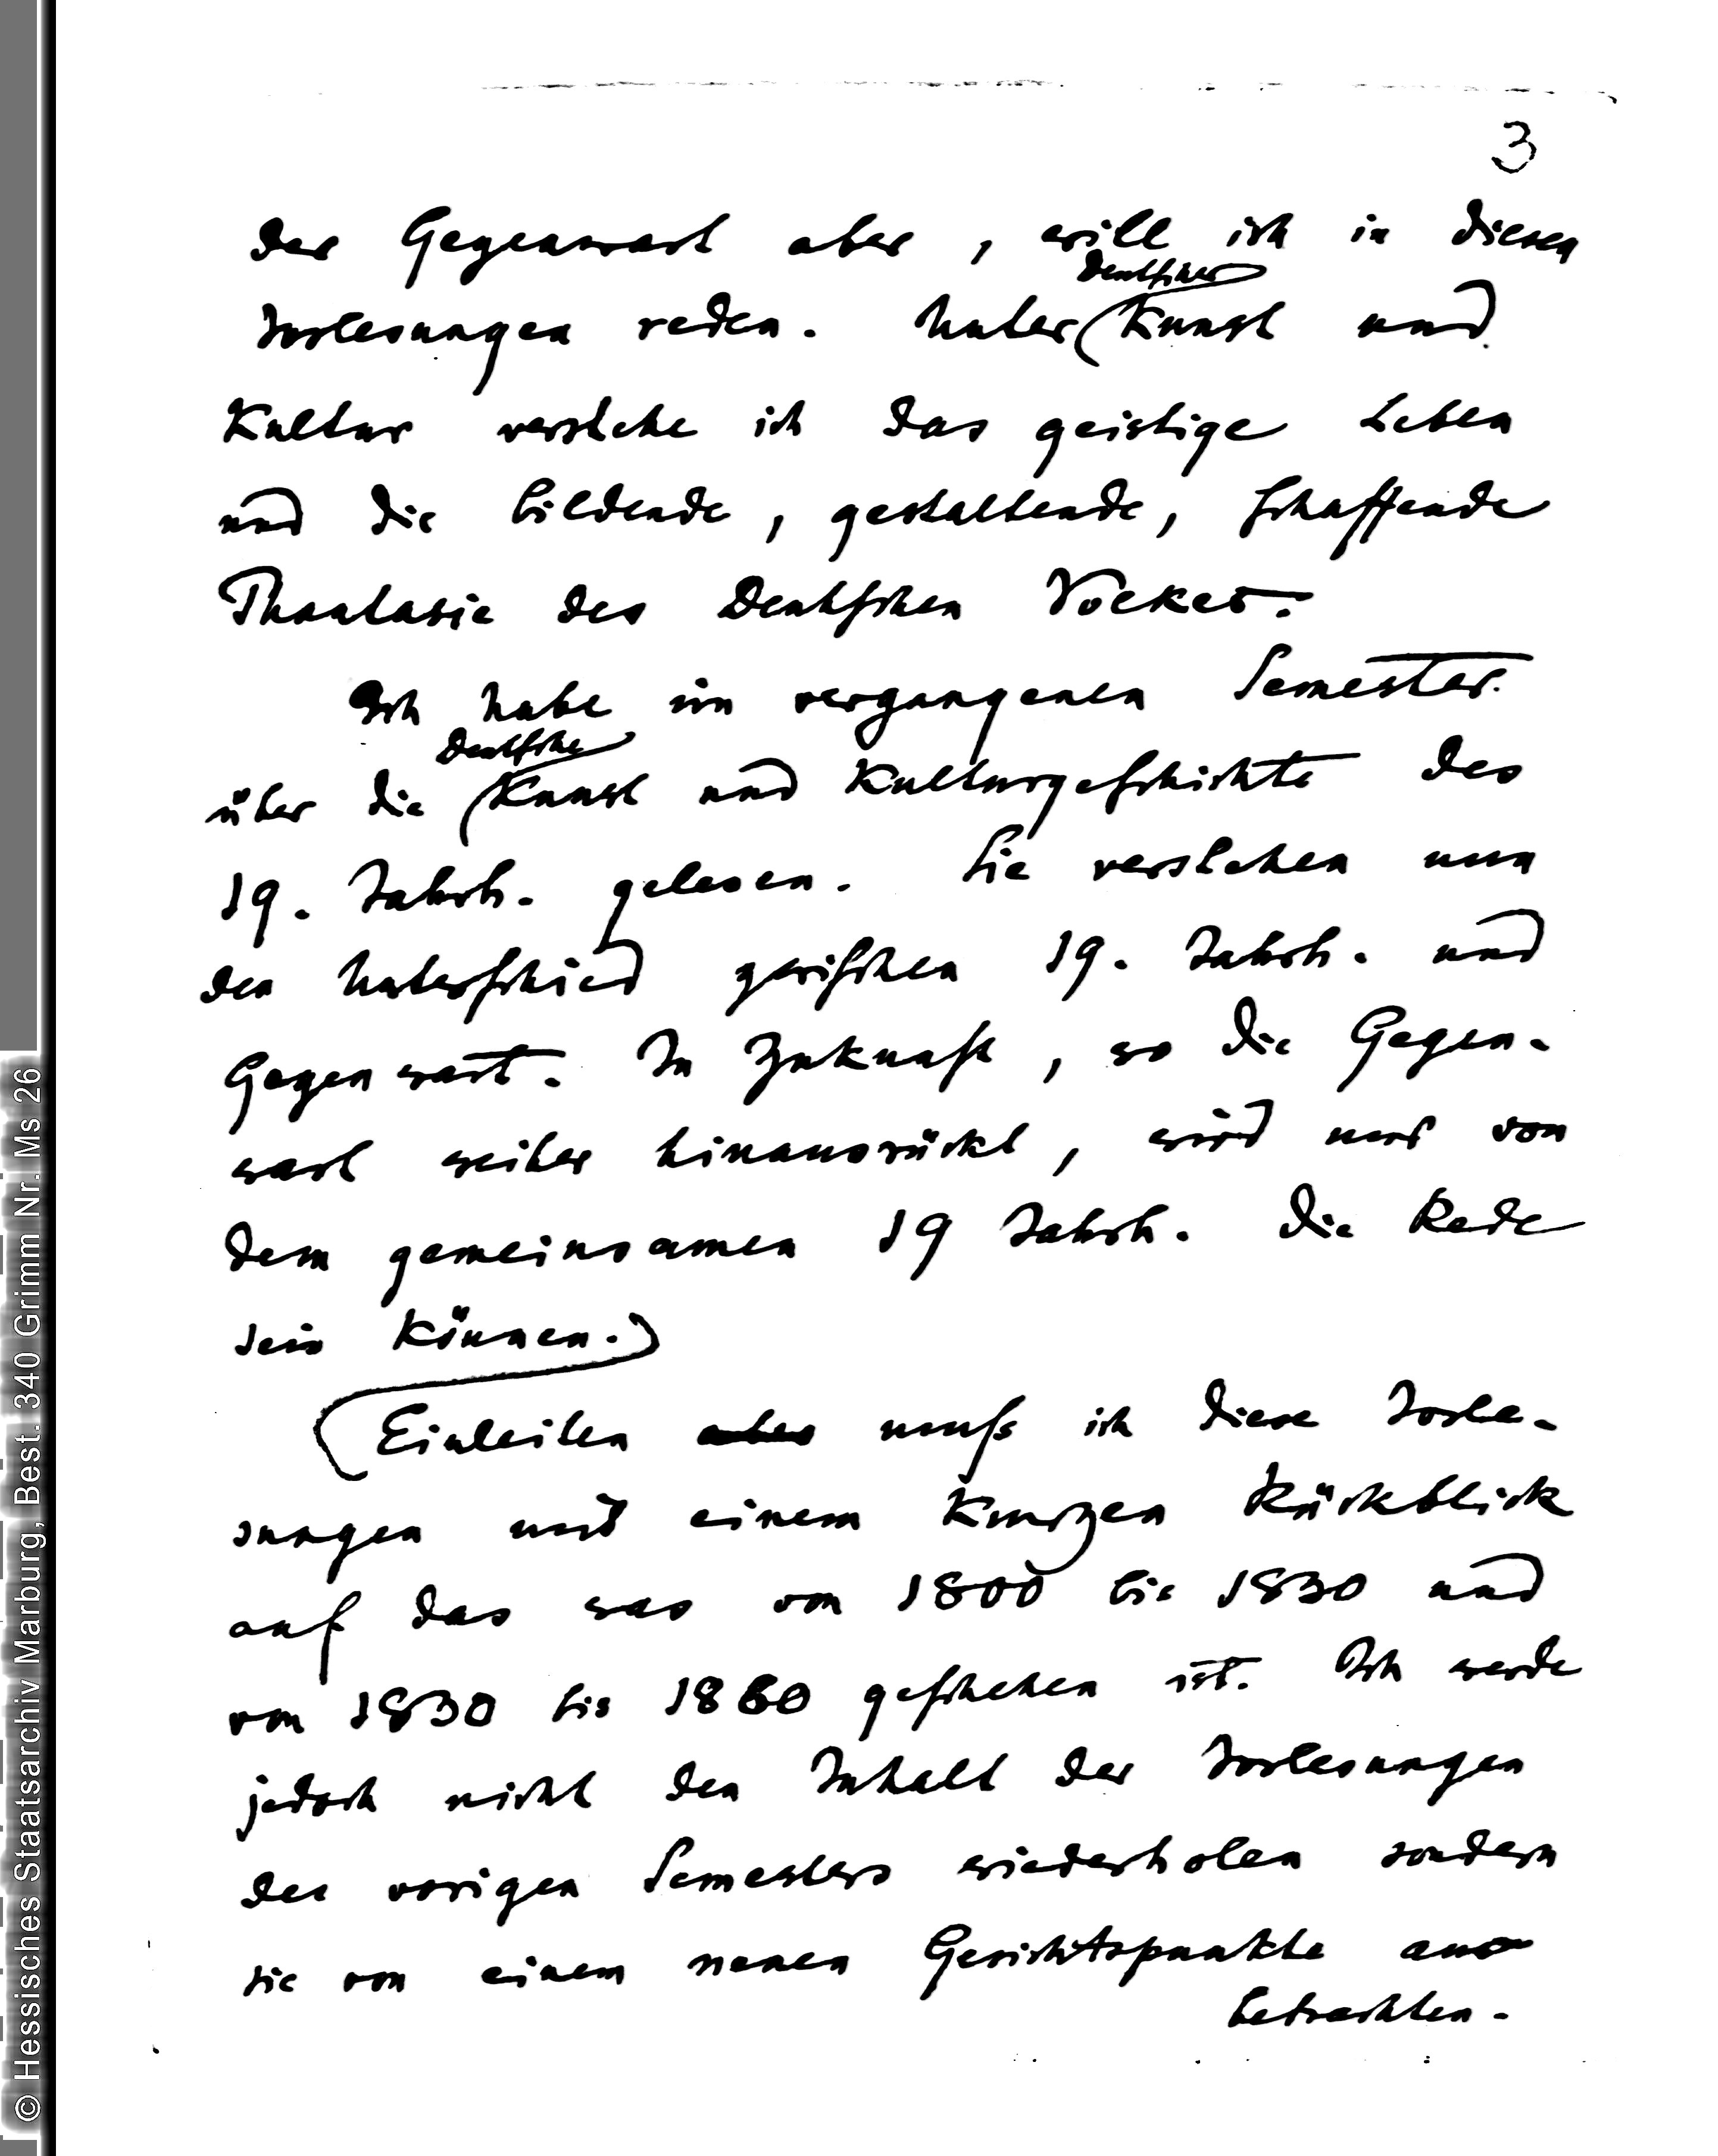 3
der Gegenwart aber, will ich in diesen
Vorlesungen reden. Unter (deutscher Kunst und
Kultur verstehe ich das geistige Leben
und die bildende, gestaltende, schaffende
Phantasie des deutschen Volkes.
Ich habe im vergangenen Semester
über die (deutsche Kunst und Kulturgeschichte des
19. Jahrh. gelesen. Sie verstehen nun
den Unterschied zwischen 19. Jahrh. und
Gegenwart. In Zukunft, wo die Gegen-
wart weiter hinausrückt, wird nur von
dem gemeinsamen 19 Jahrh. die Rede
sein können.)
(Einleiten aber muß ich diese Vorle-
sungen mit einem kurzen Rückblick
auf das was von 1800 bis 1830 und
von 1830 bis 1860 geschehen ist. Ich werde
jedoch nicht den Inhalt der Vorlesungen
des vorigen Semesters wiederholen sondern
sie von einem neuen Gesichtspunkte aus
betrachten.
© Hessisches Staatsarchiv Marburg, Best. 340 Grimm Nr. Ms 26